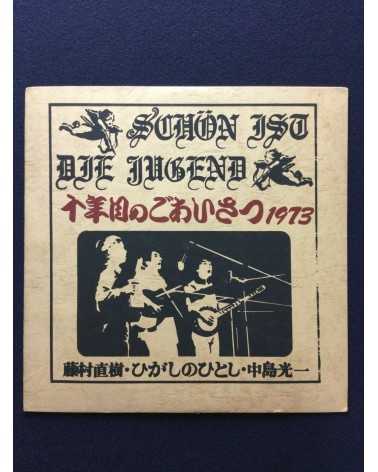 SCHÖN IST
DIE JUGEND
十年目のごあいさつ1973
藤村直樹・ひがしのひとし・中島光一